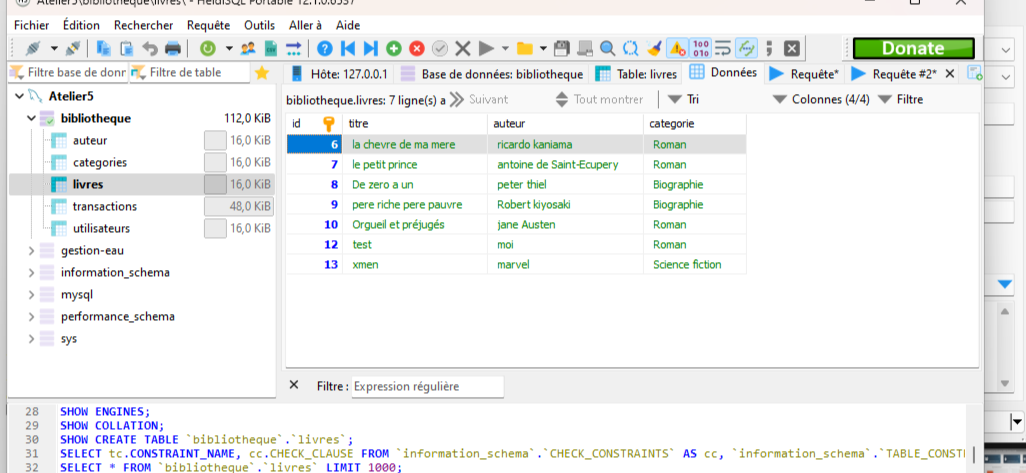 Atelier5\bibliotheque\livres\ - HeidiSQL Portable 12.1.0.6537
Fichier Édition Rechercher Requête Outils Aller à Aide
Donate
Filtre base de donr Filtre de table
Hôte: 127.0.0.1 Base de données: bibliotheque Table: livres Données Requête* Requête #2*
Atelier5
bibliotheque 112,0 KiB
auteur 16,0 KiB
categories 16,0 KiB
livres 16,0 KiB
transactions 48,0 KiB
utilisateurs 16,0 KiB
gestion-eau
information_schema
mysql
performance_schema
sys
bibliotheque.livres: 7 ligne(s) a Suivant Tout montrer Tri Colonnes (4/4) Filtre
id titre auteur categorie
6 la chevre de ma mere ricardo kaniama Roman
7 le petit prince antoine de Saint-Ecupery Roman
8 De zero a un peter thiel Biographie
9 pere riche pere pauvre Robert kiyosaki Biographie
10 Orgueil et préjugés jane Austen Roman
12 test moi Roman
13 xmen marvel Science fiction
Filtre : Expression régulière
28 SHOW ENGINES;
29 SHOW COLLATION;
30 SHOW CREATE TABLE `bibliotheque`.`livres`;
31 SELECT tc.CONSTRAINT_NAME, cc.CHECK_CLAUSE FROM `information_schema`.`CHECK_CONSTRAINTS` AS cc, `information_schema`.`TABLE_CONSTI
32 SELECT * FROM `bibliotheque`.`livres` LIMIT 1000;